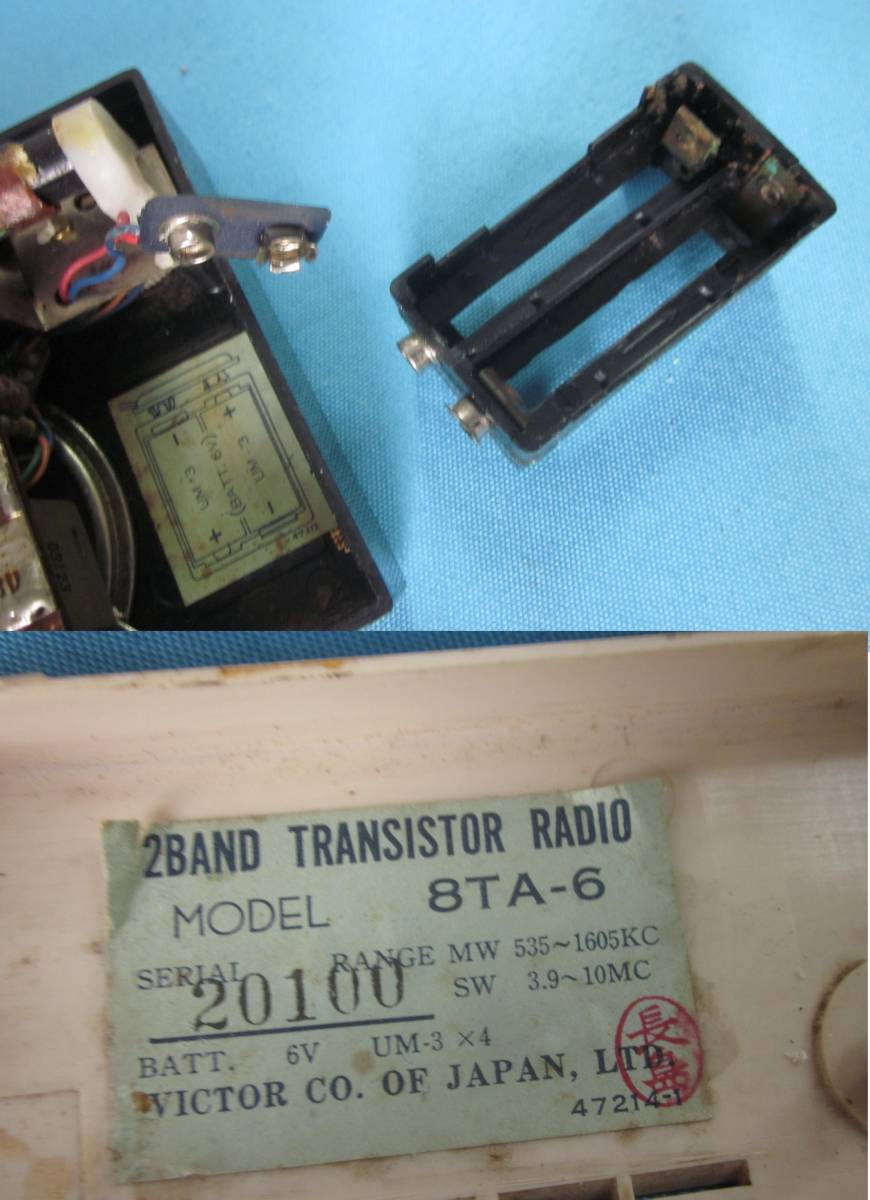 +
-
UM-3
(BATT. 6V)
UM-3
-
+
2BAND TRANSISTOR RADIO
MODEL 8TA-6
SERIAL 20100
RANGE MW 535~1605KC
SW 3.9~10MC
BATT. 6V UM-3 ×4
VICTOR CO. OF JAPAN, LTD.
47214-1